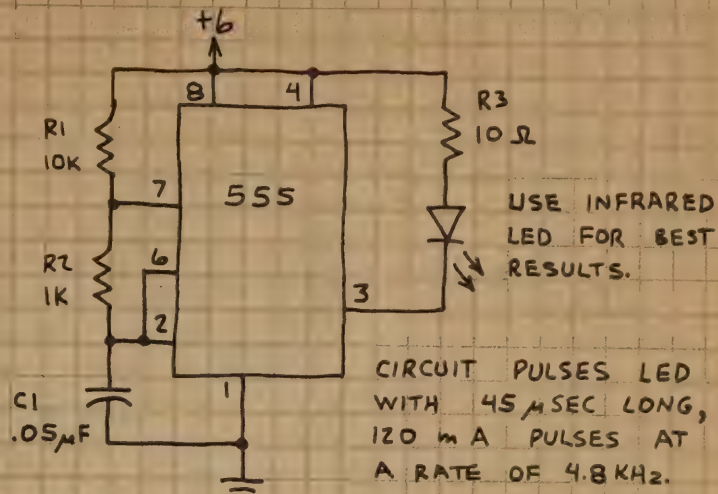 +6
8
4
R1
10K
R3
10 Ω
7
555
USE INFRARED
LED FOR BEST
RESULTS.
R2
1K
6
3
2
C1
.05µF
1
CIRCUIT PULSES LED
WITH 45 µSEC LONG,
120 mA PULSES AT
A RATE OF 4.8 KHz.